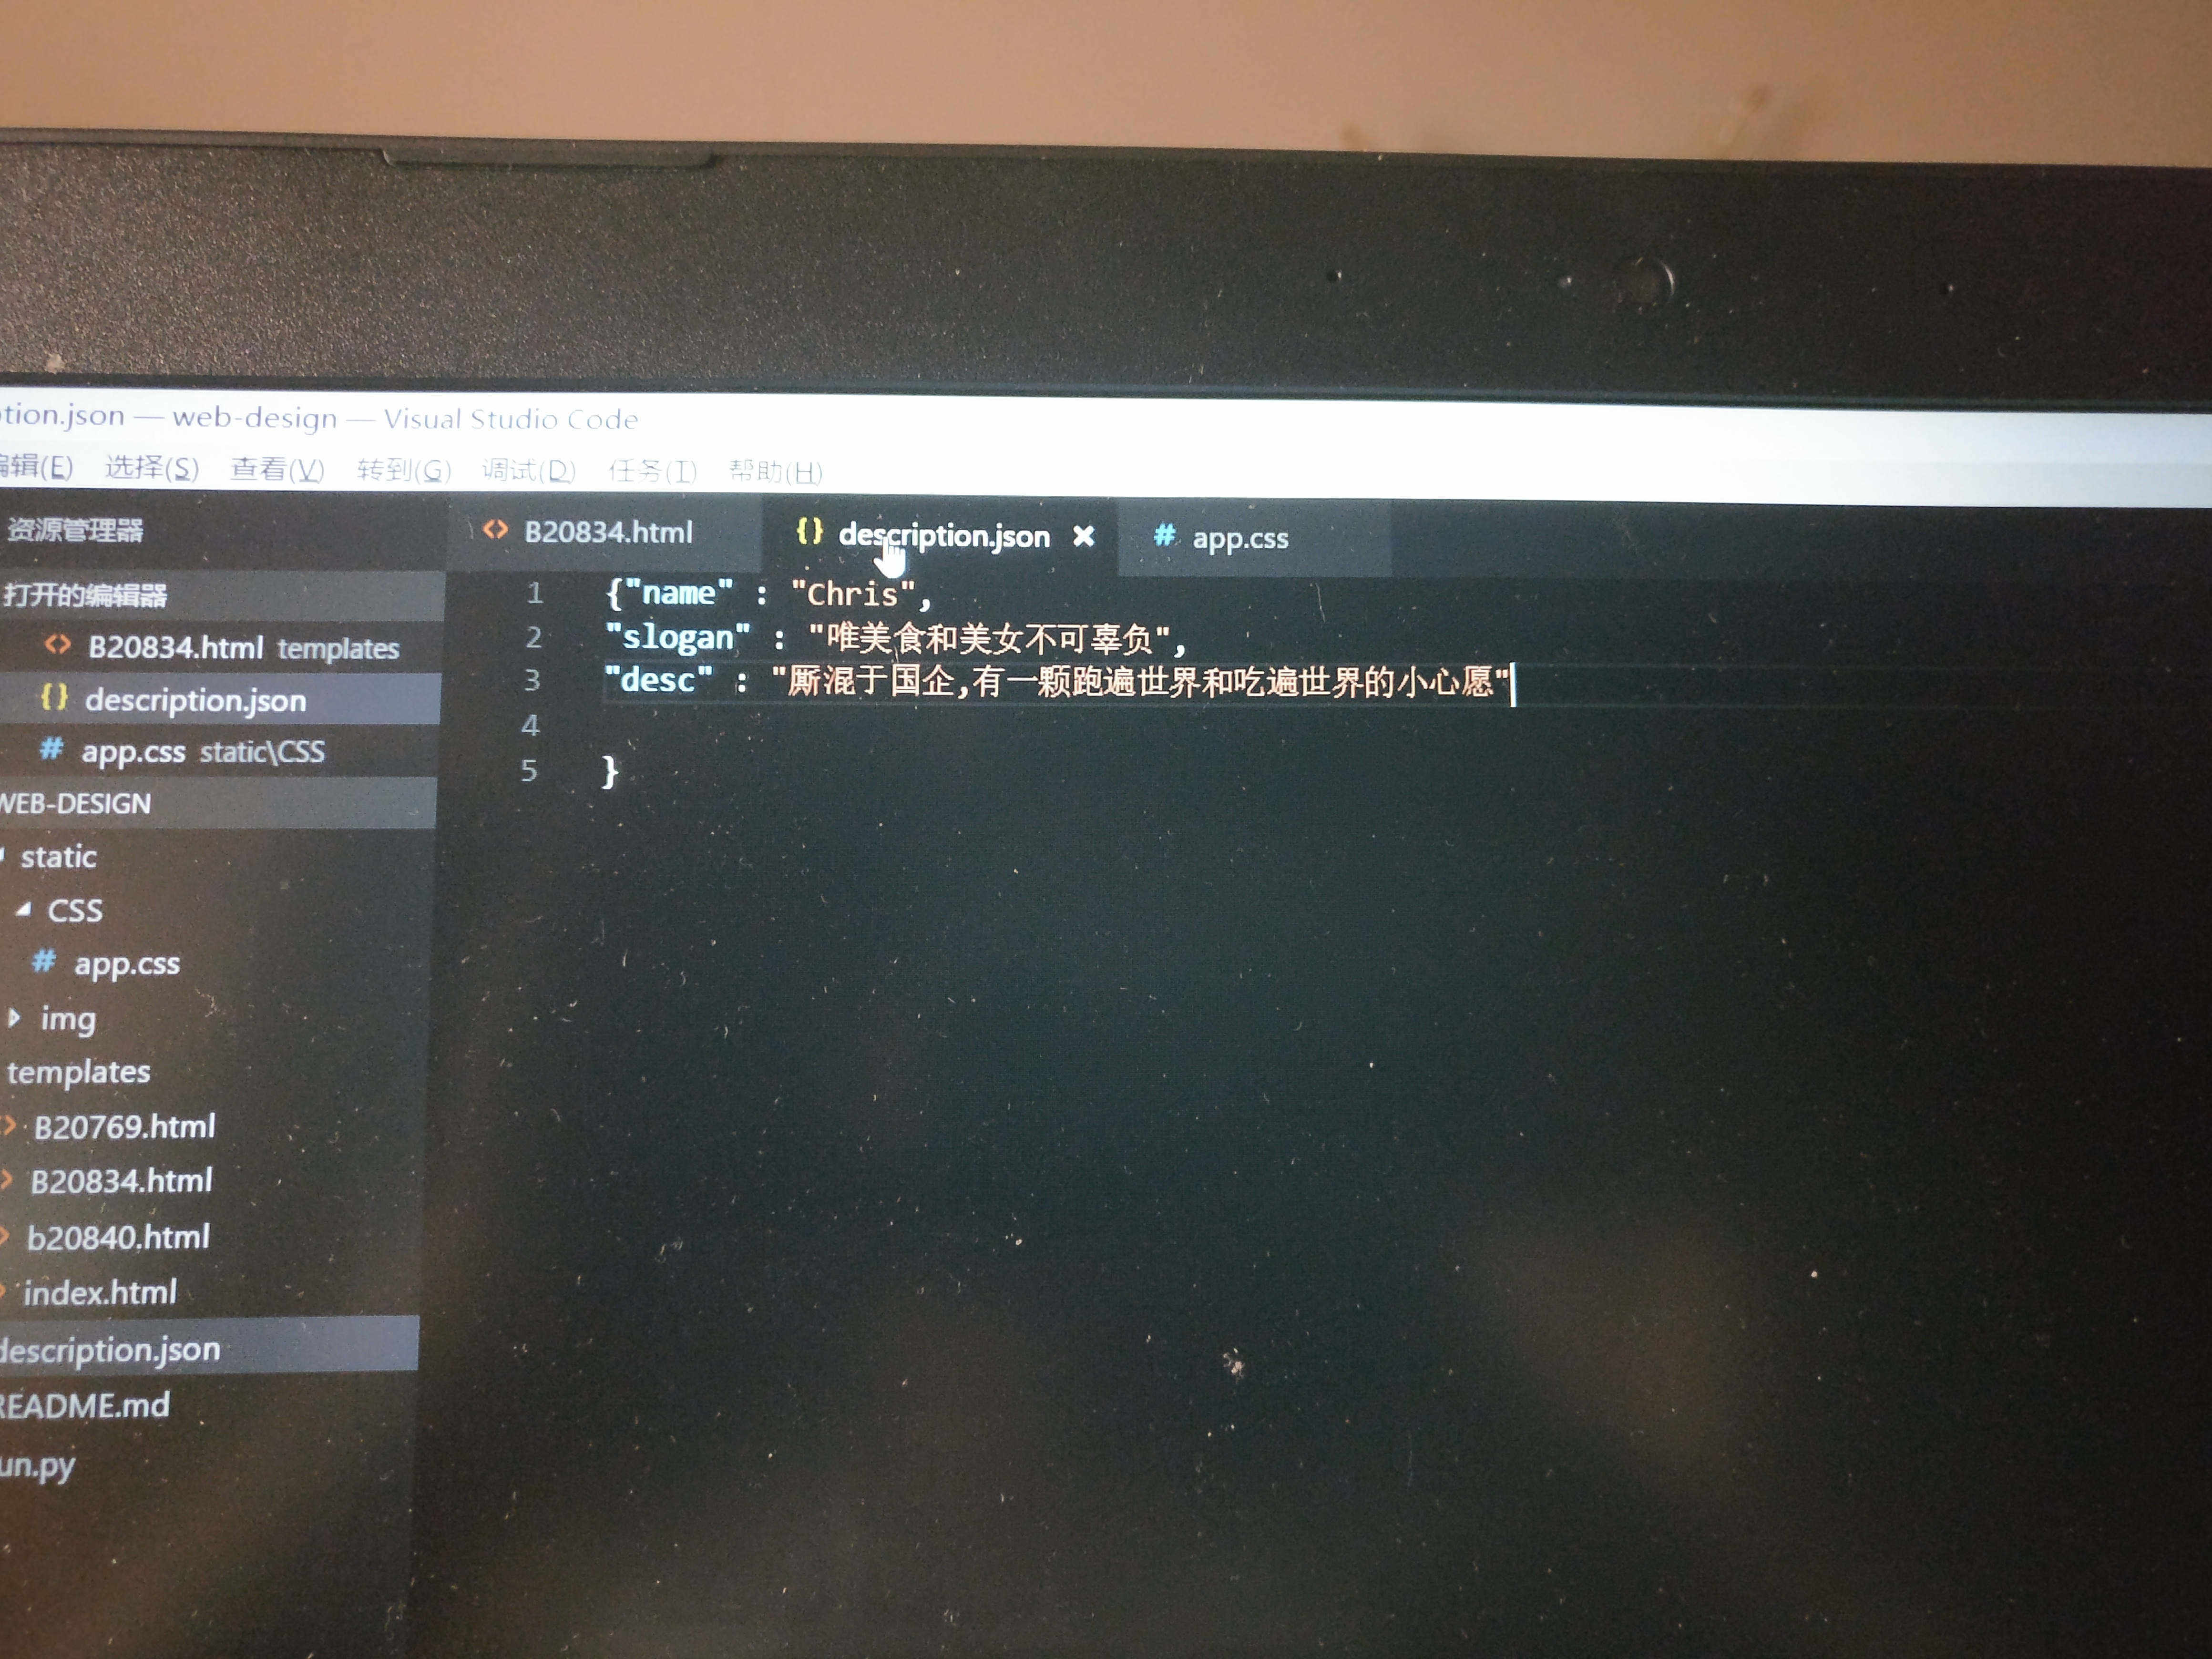 tion.json — web-design — Visual Studio Code
编辑(E) 选择(S) 查看(V) 转到(G) 调试(D) 任务(T) 帮助(H)
资源管理器
<> B20834.html {} description.json × # app.css
打开的编辑器
<> B20834.html templates
{} description.json
# app.css static\CSS
WEB-DESIGN
static
CSS
# app.css
img
templates
B20769.html
B20834.html
b20840.html
index.html
description.json
README.md
un.py
1 {"name" : "Chris",
2 "slogan" : "唯美食和美女不可辜负",
3 "desc" : "厮混于国企,有一颗跑遍世界和吃遍世界的小心愿"
4
5 }